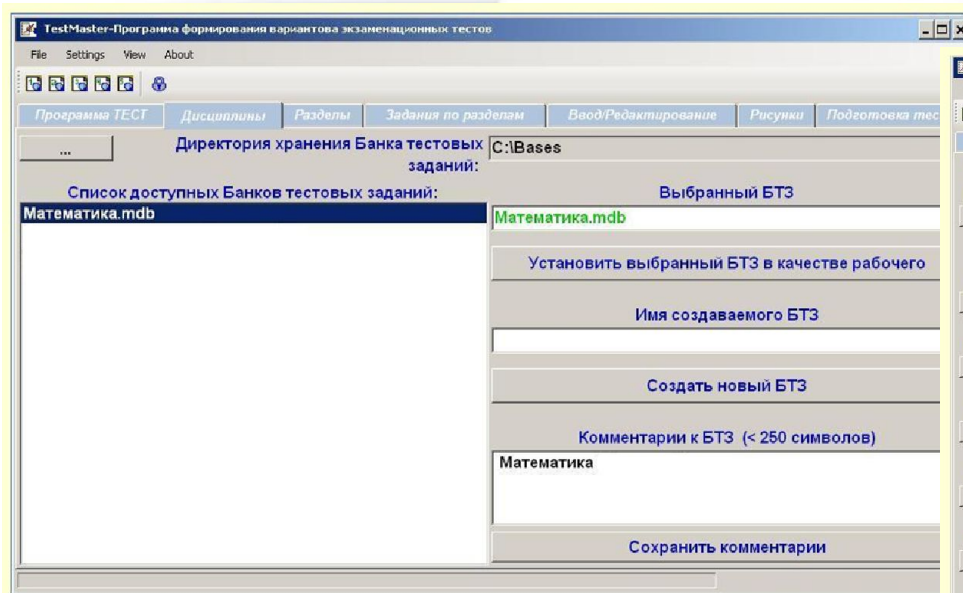 TestMaster-Программа формирования вариантова экзаменационных тестов
File Settings View About
Программа ТЕСТ Дисциплины Разделы Задания по разделам Ввод/Редактирование Рисунки Подготовка тес
... Директория хранения Банка тестовых заданий: C:\Bases
Список доступных Банков тестовых заданий:
Математика.mdb
Выбранный БТЗ
Математика.mdb
Установить выбранный БТЗ в качестве рабочего
Имя создаваемого БТЗ
Создать новый БТЗ
Комментарии к БТЗ (< 250 символов)
Математика
Сохранить комментарии